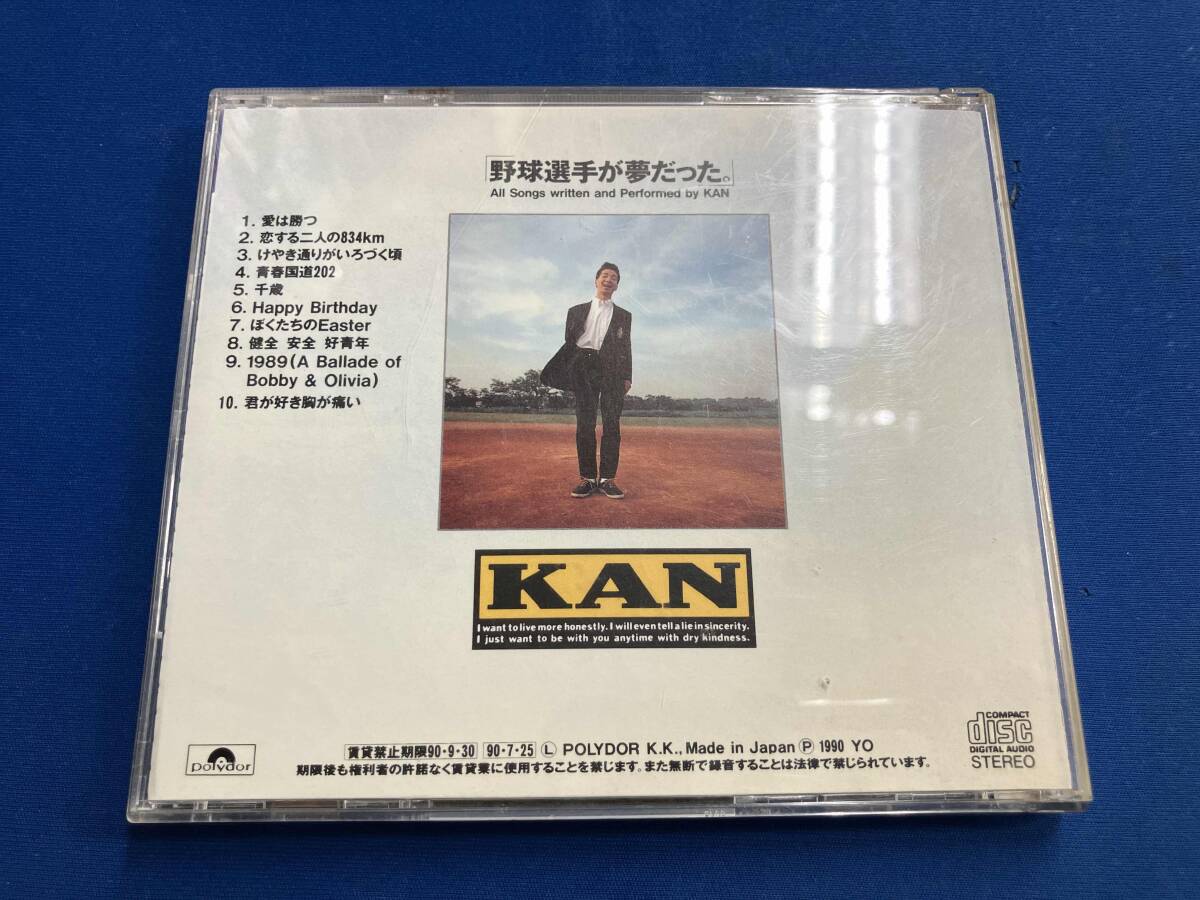 「野球選手が夢だった。」
All Songs written and Performed by KAN
1. 愛は勝つ
2. 恋する二人の834km
3. けやき通りがいろづく頃
4. 青春国道202
5. 千歳
6. Happy Birthday
7. ぼくたちのEaster
8. 健全 安全 好青年
9. 1989(A Ballade of
Bobby & Olivia)
10. 君が好き胸が痛い
KAN
I want to live more honestly. I will even tell a lie in sincerity.
I just want to be with you anytime with dry kindness.
polydor
賃貸禁止期限90・9・30 90・7・25 Ⓛ POLYDOR K.K., Made in Japan Ⓟ 1990 YO
期限後も権利者の許諾なく賃貸業に使用することを禁じます。また無断で録音することは法律で禁じられています。
COMPACT
disc
DIGITAL AUDIO
STEREO